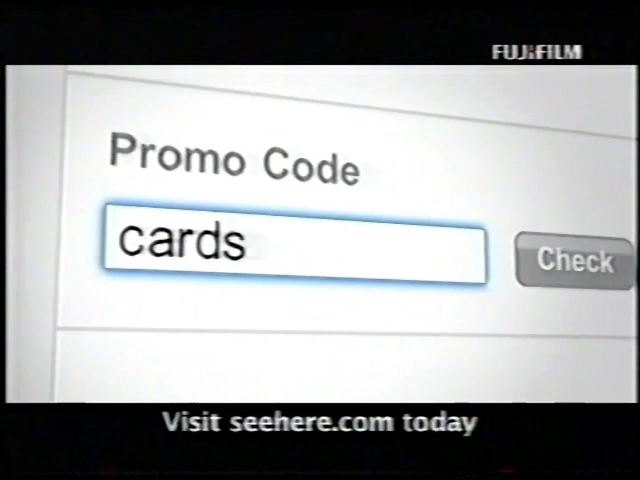 FUJIFILM
Promo Code
cards
Check
Visit seehere.com today